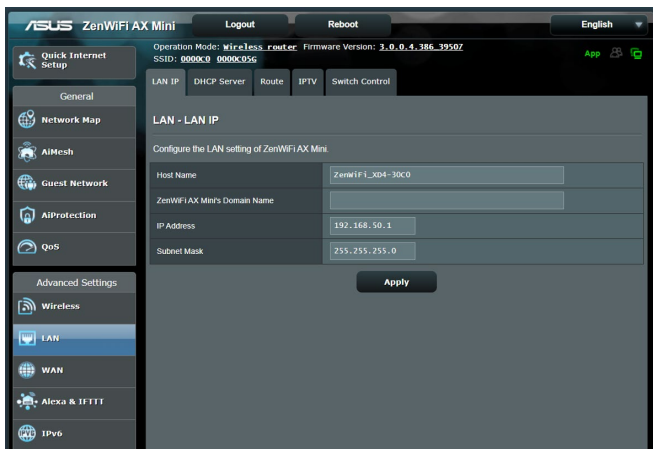 ASUS ZenWiFi AX Mini Logout Reboot English
Quick Internet Setup
Operation Mode: Wireless router Firmware Version: 3.0.0.4.386_39507
SSID: 0000C0 0000C05G
App
LAN IP DHCP Server Route IPTV Switch Control
General
Network Map
AiMesh
Guest Network
AiProtection
QoS
Advanced Settings
Wireless
LAN
WAN
Alexa & IFTTT
IPv6
LAN - LAN IP
Configure the LAN setting of ZenWiFi AX Mini.
Host Name ZenWiFi_XD4-30C0
ZenWiFi AX Mini's Domain Name
IP Address 192.168.50.1
Subnet Mask 255.255.255.0
Apply